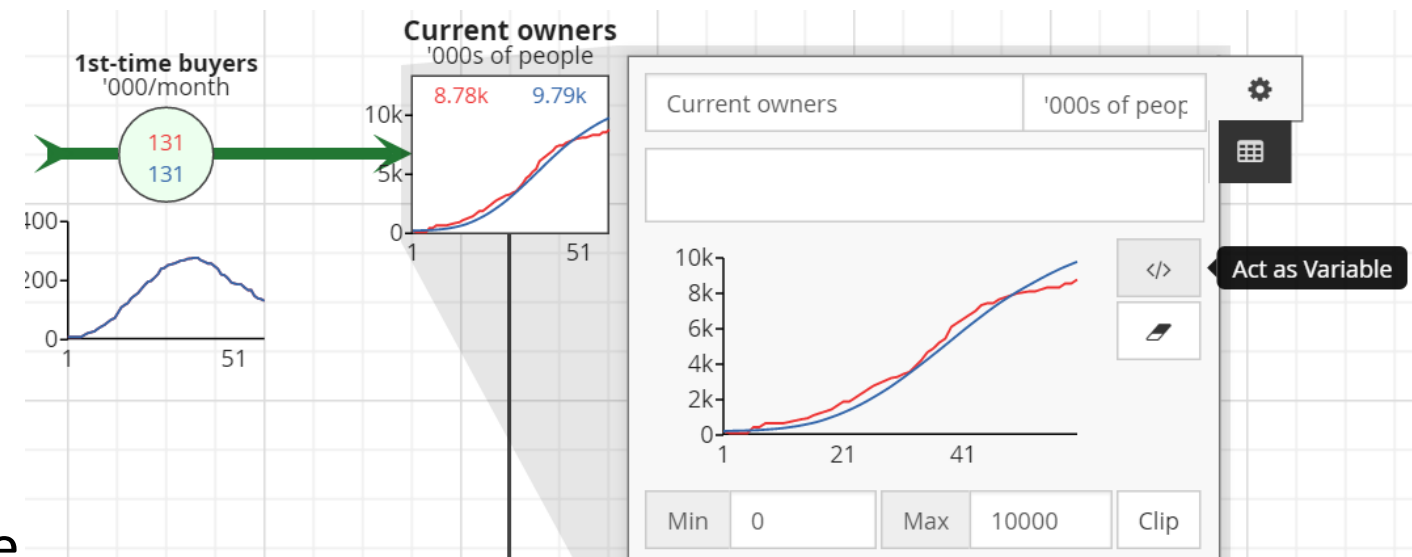 Current owners
'000s of people
1st-time buyers
'000/month
8.78k 9.79k
10k
5k
0
1 51
131
131
400
200
0
1 51
Current owners '000s of peop
10k
8k
6k
4k
2k
0
1 21 41
</>
Act as Variable
Min 0 Max 10000 Clip
e